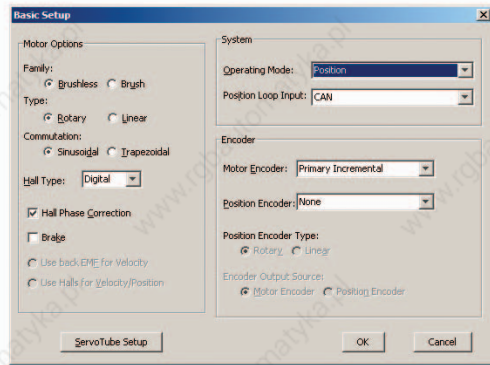 Basic Setup
Motor Options
Family:
Brushless Brush
Type:
Rotary Linear
Commutation:
Sinusoidal Trapezoidal
Hall Type: Digital
Hall Phase Correction
Brake
Use back EMF for Velocity
Use Halls for Velocity/Position
ServoTube Setup
System
Operating Mode: Position
Position Loop Input: CAN
Encoder
Motor Encoder: Primary Incremental
Position Encoder: None
Position Encoder Type:
Rotary Linear
Encoder Output Source:
Motor Encoder Position Encoder
OK Cancel